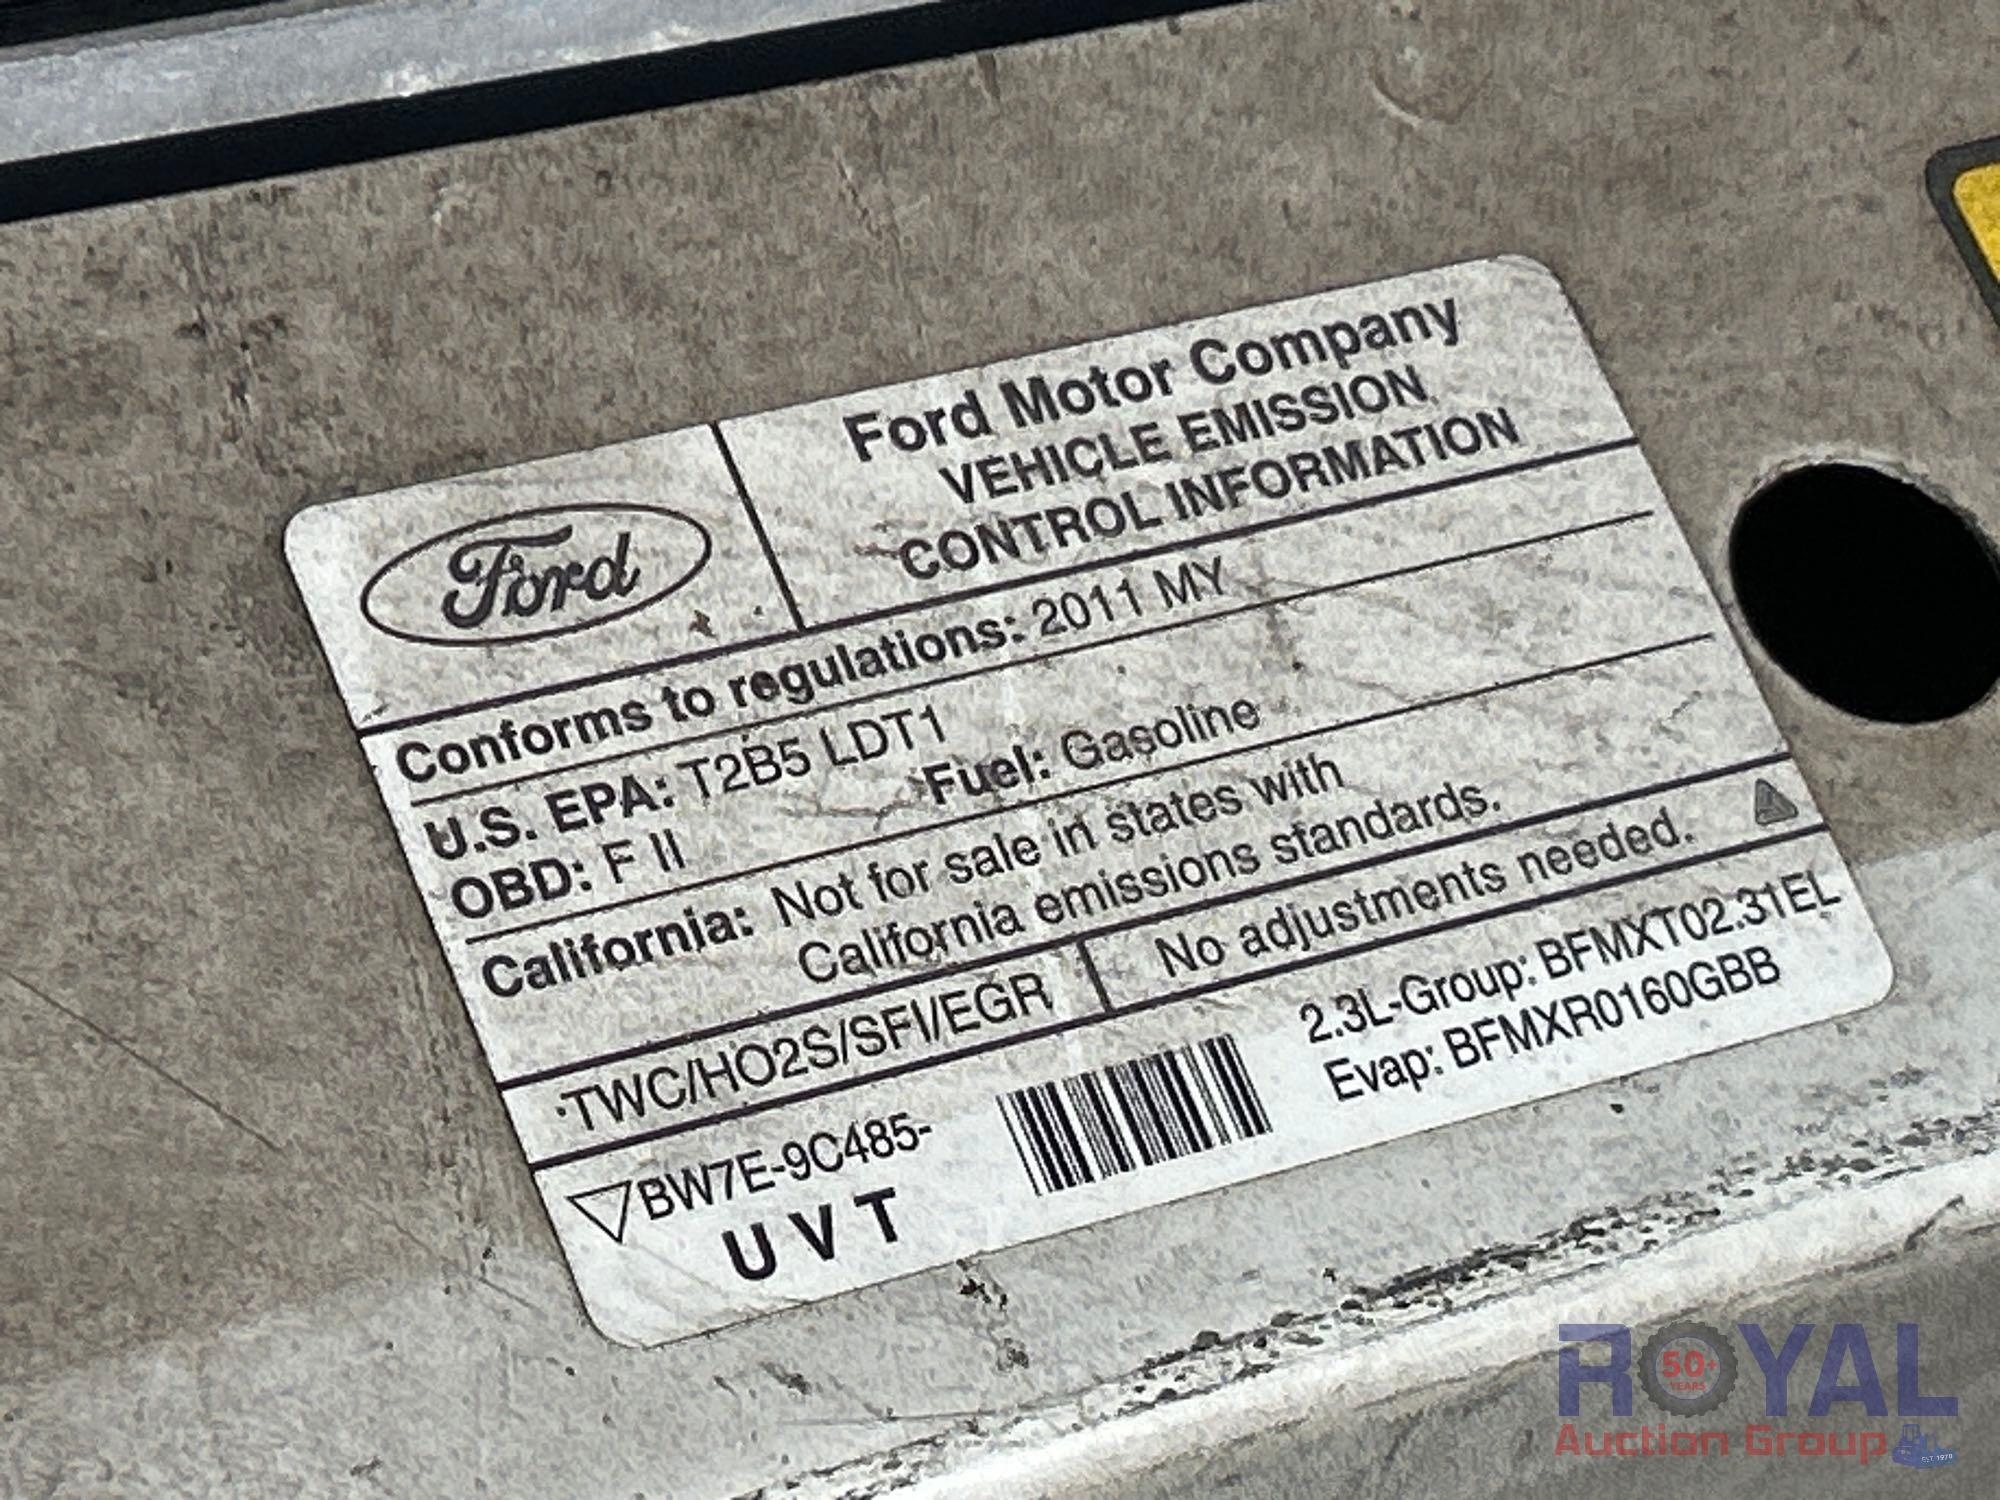 Ford
Ford Motor Company
VEHICLE EMISSION
CONTROL INFORMATION
Conforms to regulations: 2011 MY
U.S. EPA: T2B5 LDT1
OBD: F II Fuel: Gasoline
California: Not for sale in states with
California emissions standards.
TWC/HO2S/SFI/EGR No adjustments needed.
BW7E-9C485-
U V T
2.3L-Group: BFMXT02.31EL
Evap: BFMXR0160GBB
ROYAL
50+
YEARS
Auction Group
EST 1970